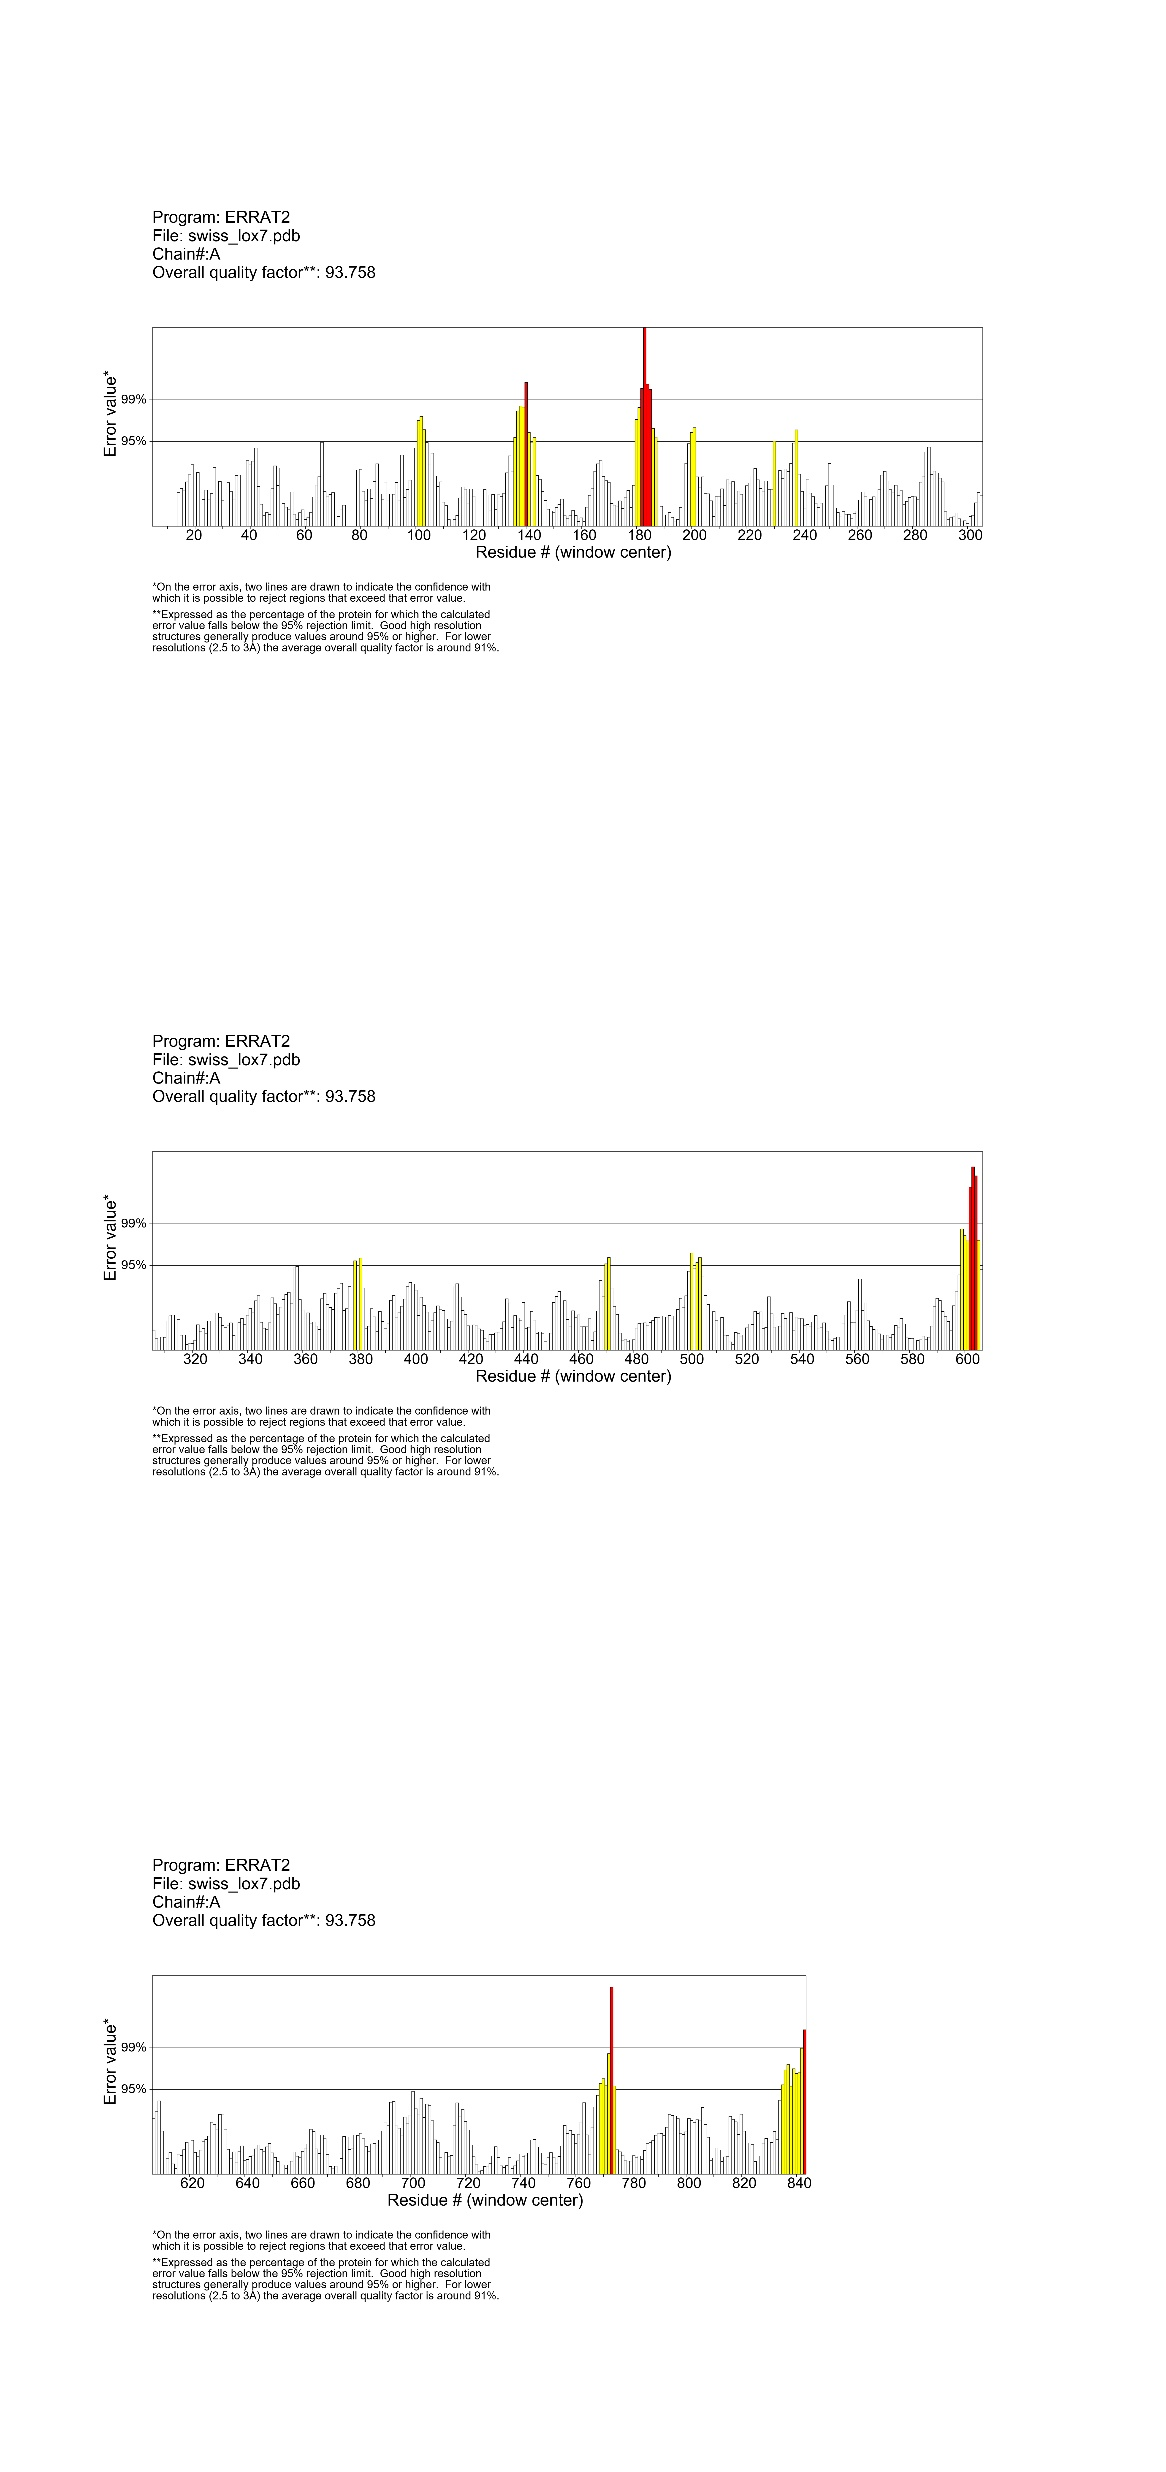 Program: ERRAT2
File: swiss_lox7.pdb
Chain#:A
Overall quality factor**: 93.758
Error value*
99%
95%
20 40 60 80 100 120 140 160 180 200 220 240 260 280 300
Residue # (window center)
*On the error axis, two lines are drawn to indicate the confidence with
which it is possible to reject regions that exceed that error value.
**Expressed as the percentage of the protein for which the calculated
error value falls below the 95% rejection limit.  Good high resolution
structures generally produce values around 95% or higher.  For lower
resolutions (2.5 to 3A) the average overall quality factor is around 91%.
Program: ERRAT2
File: swiss_lox7.pdb
Chain#:A
Overall quality factor**: 93.758
Error value*
99%
95%
320 340 360 380 400 420 440 460 480 500 520 540 560 580 600
Residue # (window center)
*On the error axis, two lines are drawn to indicate the confidence with
which it is possible to reject regions that exceed that error value.
**Expressed as the percentage of the protein for which the calculated
error value falls below the 95% rejection limit.  Good high resolution
structures generally produce values around 95% or higher.  For lower
resolutions (2.5 to 3A) the average overall quality factor is around 91%.
Program: ERRAT2
File: swiss_lox7.pdb
Chain#:A
Overall quality factor**: 93.758
Error value*
99%
95%
620 640 660 680 700 720 740 760 780 800 820 840
Residue # (window center)
*On the error axis, two lines are drawn to indicate the confidence with
which it is possible to reject regions that exceed that error value.
**Expressed as the percentage of the protein for which the calculated
error value falls below the 95% rejection limit.  Good high resolution
structures generally produce values around 95% or higher.  For lower
resolutions (2.5 to 3A) the average overall quality factor is around 91%.